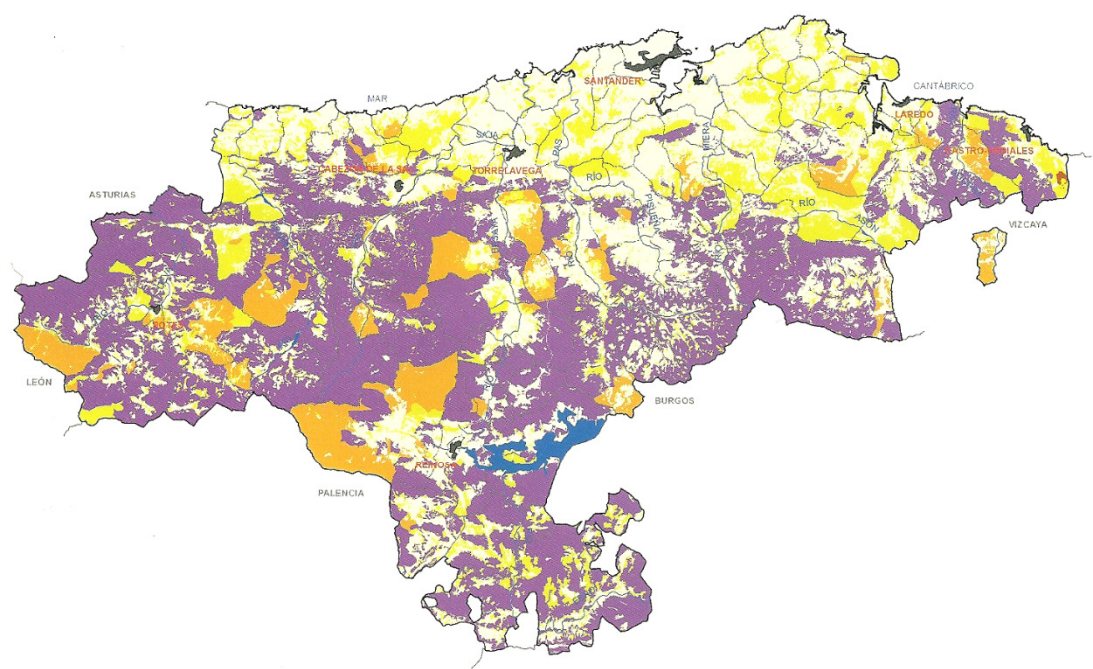 SANTANDER
CANTÁBRICO
MAR
LAREDO
SAJA
MIERA
PAS
CASTRO-URDIALES
TORRELAVEGA
RÍO
ASTURIAS
RÍO
ASÓN
VIZCAYA
POTES
LEÓN
BURGOS
REINOSA
PALENCIA